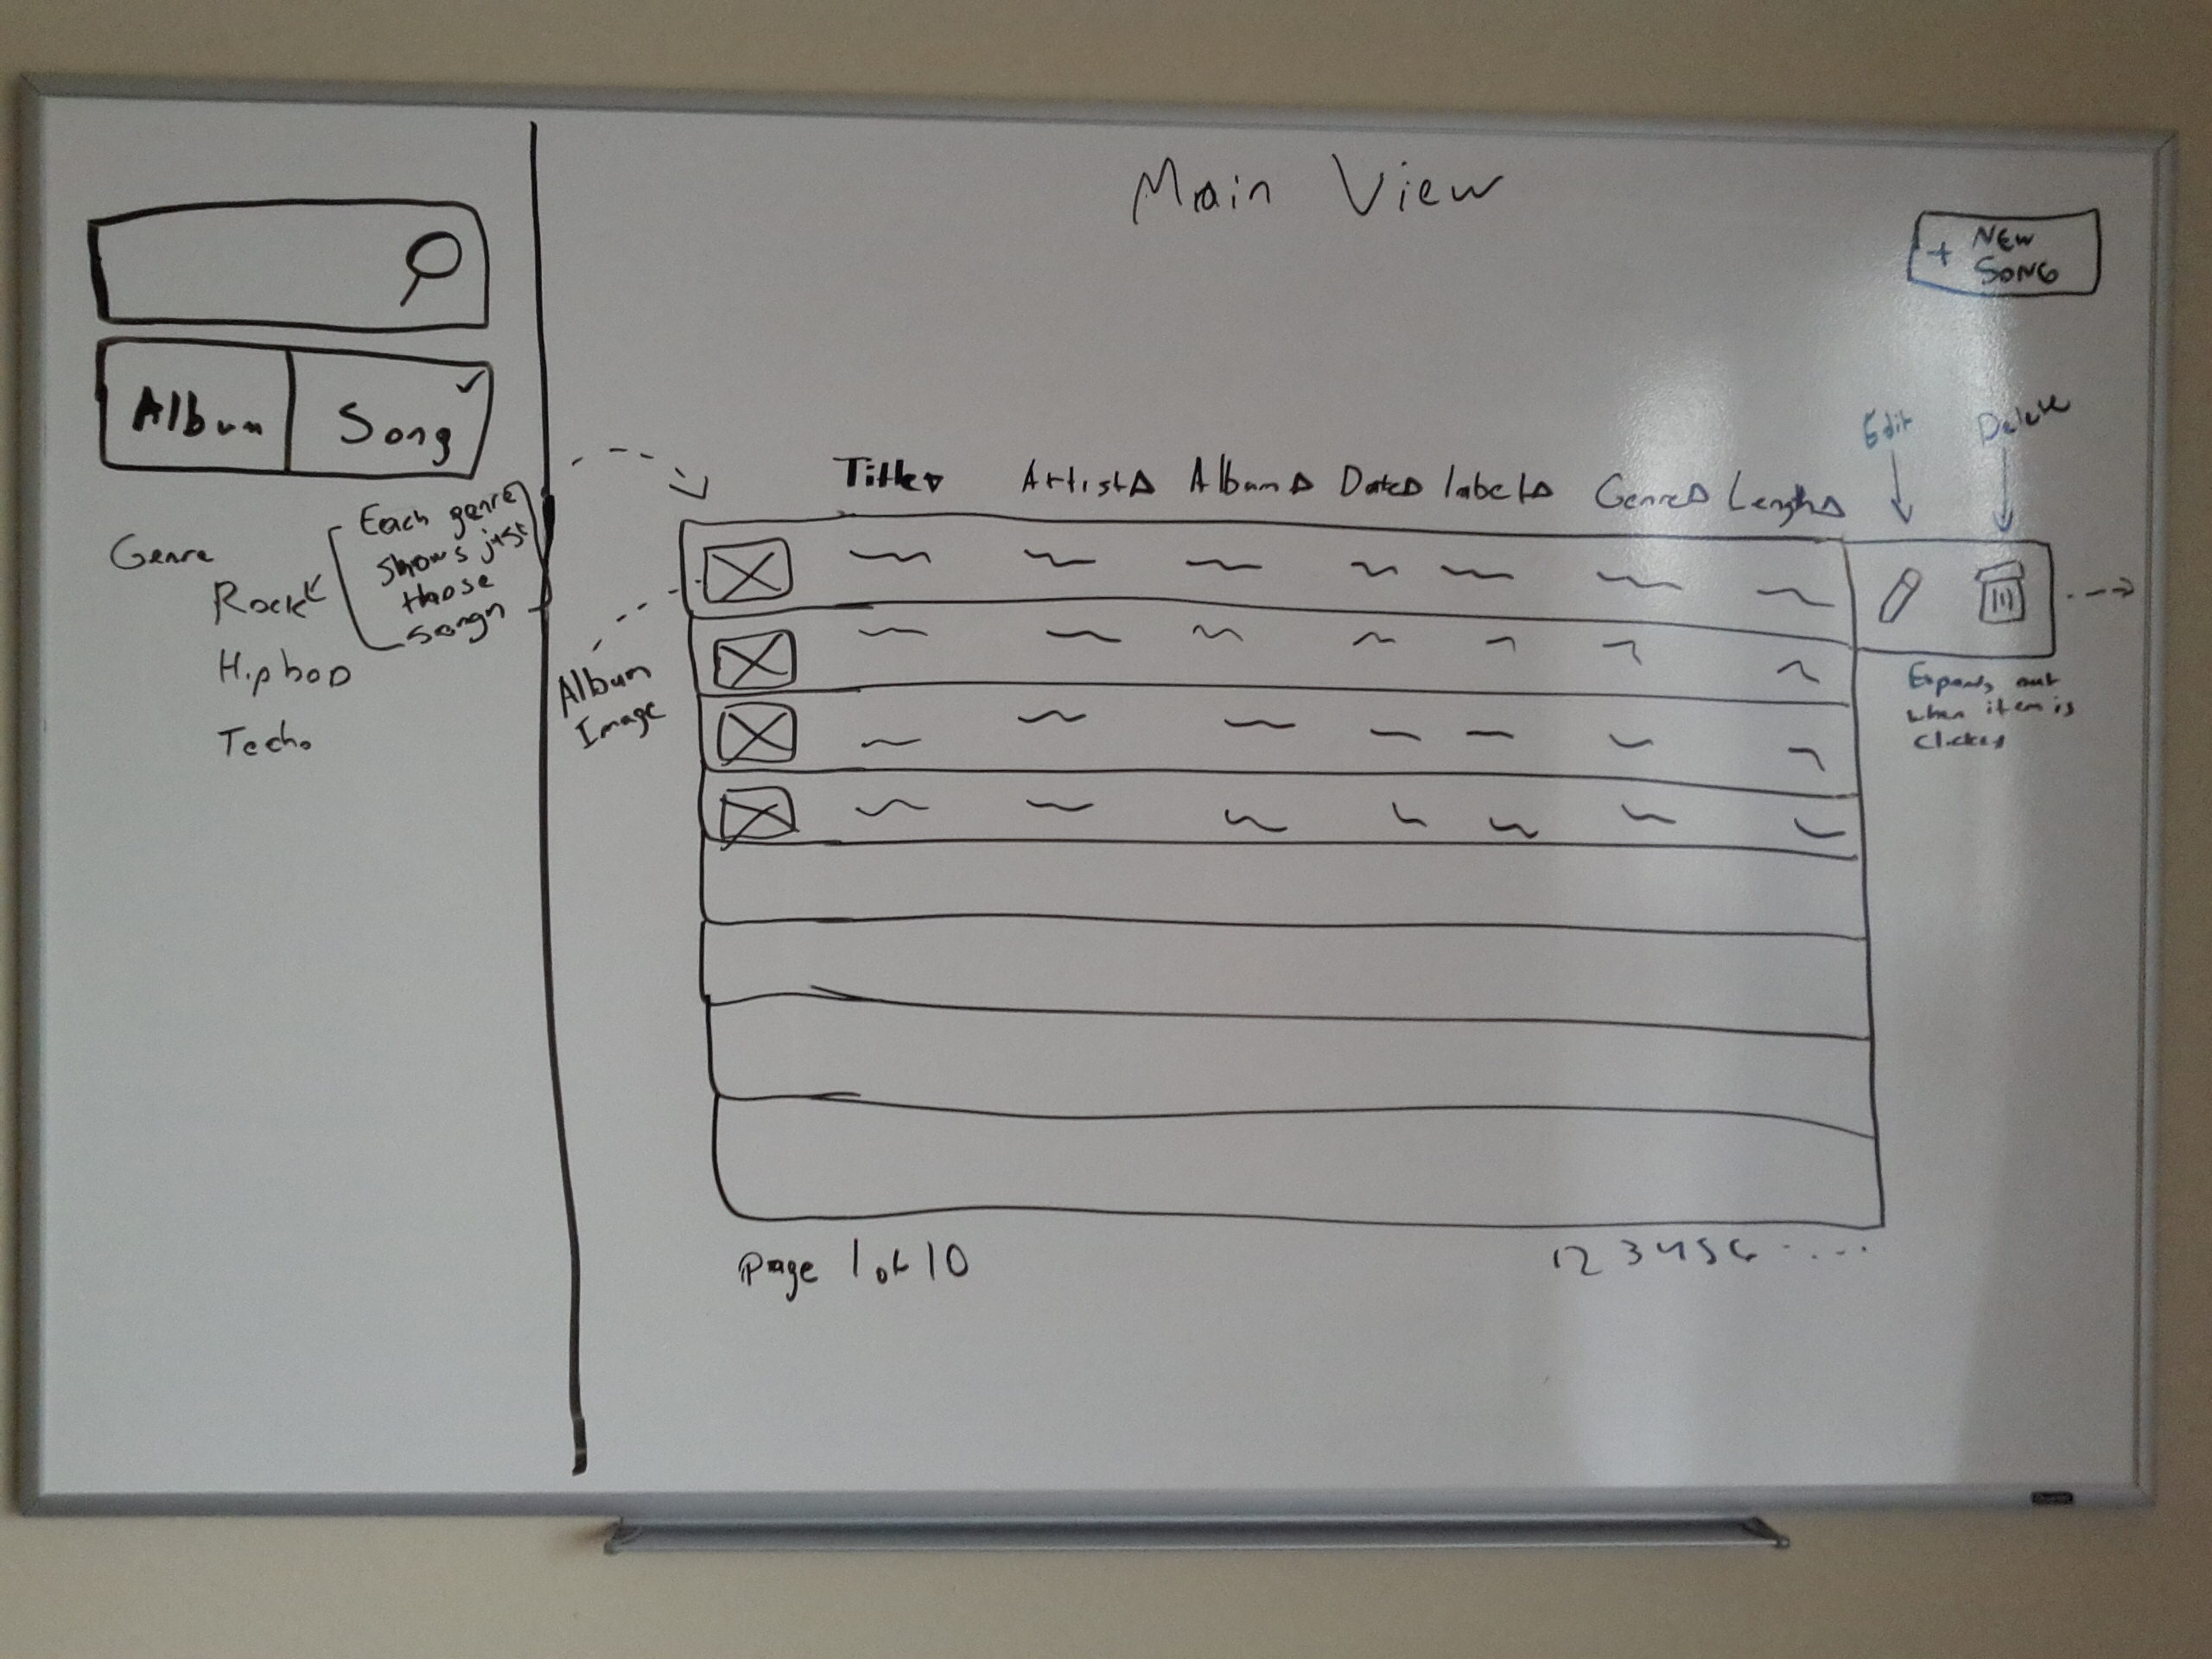 Main View
+ NEW
SONG
Album
Song
Genre
Rock
Hiphop
Techo
Each genre
shows just
those
songn
Album
Image
Title Artist Album Date label Genre Length
Edit
Delete
Expands out
when item is
clicked
Page 1 of 10
1 2 3 4 5 6 .....